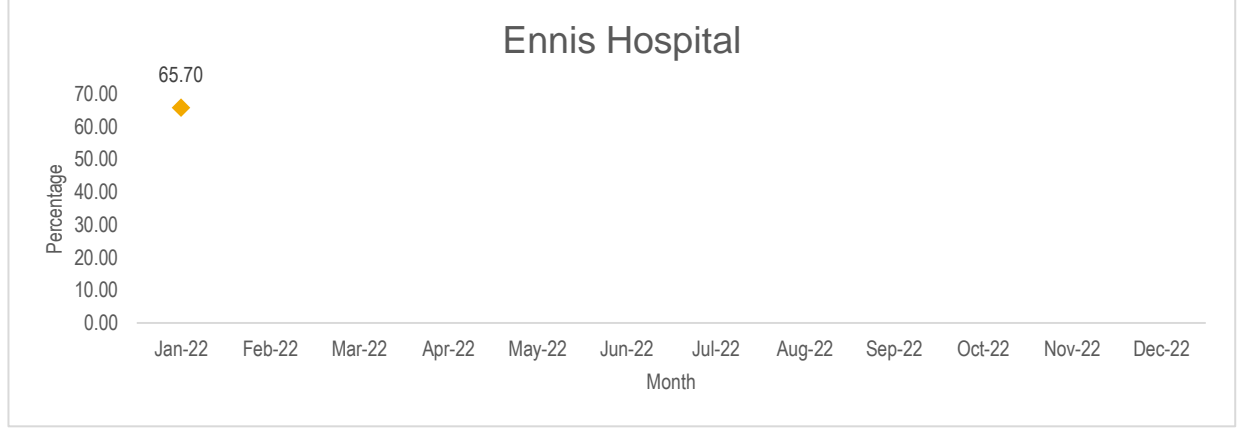 Ennis Hospital
65.70
70.00
60.00
50.00
40.00
30.00
20.00
10.00
0.00
Percentage
Jan-22 Feb-22 Mar-22 Apr-22 May-22 Jun-22 Jul-22 Aug-22 Sep-22 Oct-22 Nov-22 Dec-22
Month